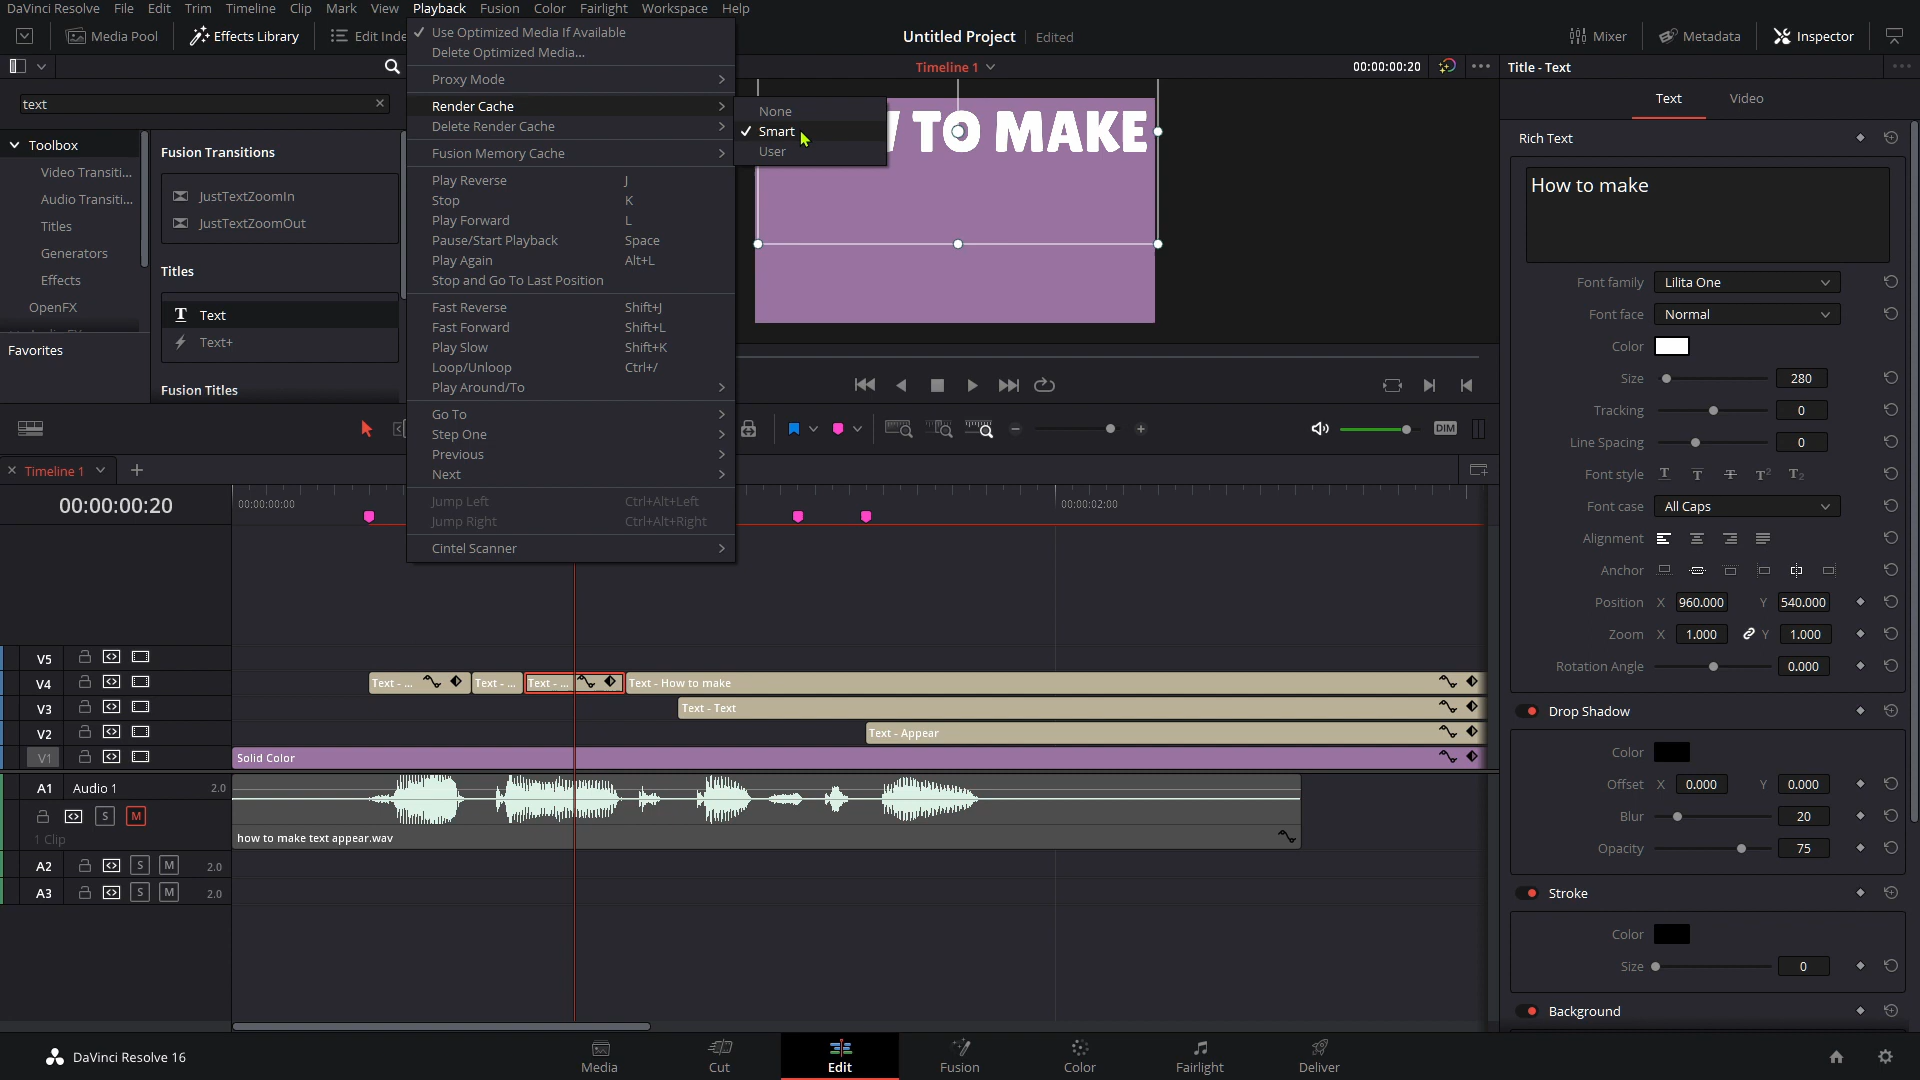 DaVinci Resolve File Edit Trim Timeline Clip Mark View Playback Fusion Color Fairlight Workspace Help
Media Pool Effects Library Edit Inde Untitled Project Edited Mixer Metadata Inspector
Timeline 1 00:00:00:20 Title - Text
text
Toolbox
Video Transiti...
Audio Transiti...
Titles
Generators
Effects
OpenFX
Favorites
Fusion Transitions
JustTextZoomIn
JustTextZoomOut
Titles
Text
Text+
Fusion Titles
Use Optimized Media If Available
Delete Optimized Media...
Proxy Mode
Render Cache
Delete Render Cache
Fusion Memory Cache
Play Reverse J
Stop K
Play Forward L
Pause/Start Playback Space
Play Again Alt+L
Stop and Go To Last Position
Fast Reverse Shift+J
Fast Forward Shift+L
Play Slow Shift+K
Loop/Unloop Ctrl+/
Play Around/To
Go To
Step One
Previous
Next
Jump Left Ctrl+Alt+Left
Jump Right Ctrl+Alt+Right
Cintel Scanner
None
Smart
User
TO MAKE
Text Video
Rich Text
How to make
Font family Lilita One
Font face Normal
Color
Size 280
Tracking 0
Line Spacing 0
Font style T T T T2 T2
Font case All Caps
Alignment
Anchor
Position X 960.000 Y 540.000
Zoom X 1.000 Y 1.000
Rotation Angle 0.000
Drop Shadow
Color
Offset X 0.000 Y 0.000
Blur 20
Opacity 75
Stroke
Color
Size 0
Background
DIM
Timeline 1
00:00:00:20 00:00:00:00 00:00:02:00
V5
V4 Text - ... Text - ... Text - ... Text - How to make
V3 Text - Text
V2 Text - Appear
V1 Solid Color
A1 Audio 1 2.0
S M
1 Clip how to make text appear.wav
A2 S M 2.0
A3 S M 2.0
DaVinci Resolve 16 Media Cut Edit Fusion Color Fairlight Deliver